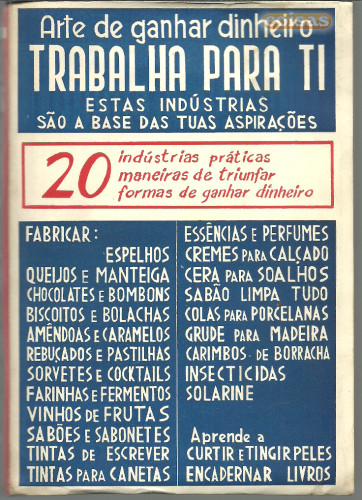 Arte de ganhar dinheiro
TRABALHA PARA TI
ESTAS INDÚSTRIAS
SÃO A BASE DAS TUAS ASPIRAÇÕES
20
indústrias práticas
maneiras de triunfar
formas de ganhar dinheiro
FABRICAR:
ESPELHOS
QUEIJOS E MANTEIGA
CHOCOLATES E BOMBONS
BISCOITOS E BOLACHAS
AMÊNDOAS E CARAMELOS
REBUÇADOS E PASTILHAS
SORVETES E COCKTAILS
FARINHAS E FERMENTOS
VINHOS DE FRUTAS
SABÕES E SABONETES
TINTAS DE ESCREVER
TINTAS PARA CANETAS
ESSÊNCIAS E PERFUMES
CREMES PARA CALÇADO
CERA PARA SOALHOS
SABÃO LIMPA TUDO
COLAS PARA PORCELANAS
GRUDE PARA MADEIRA
CARIMBOS DE BORRACHA
INSECTICIDAS
SOLARINE
Aprende a
CURTIR E TINGIR PELES
ENCADERNAR LIVROS